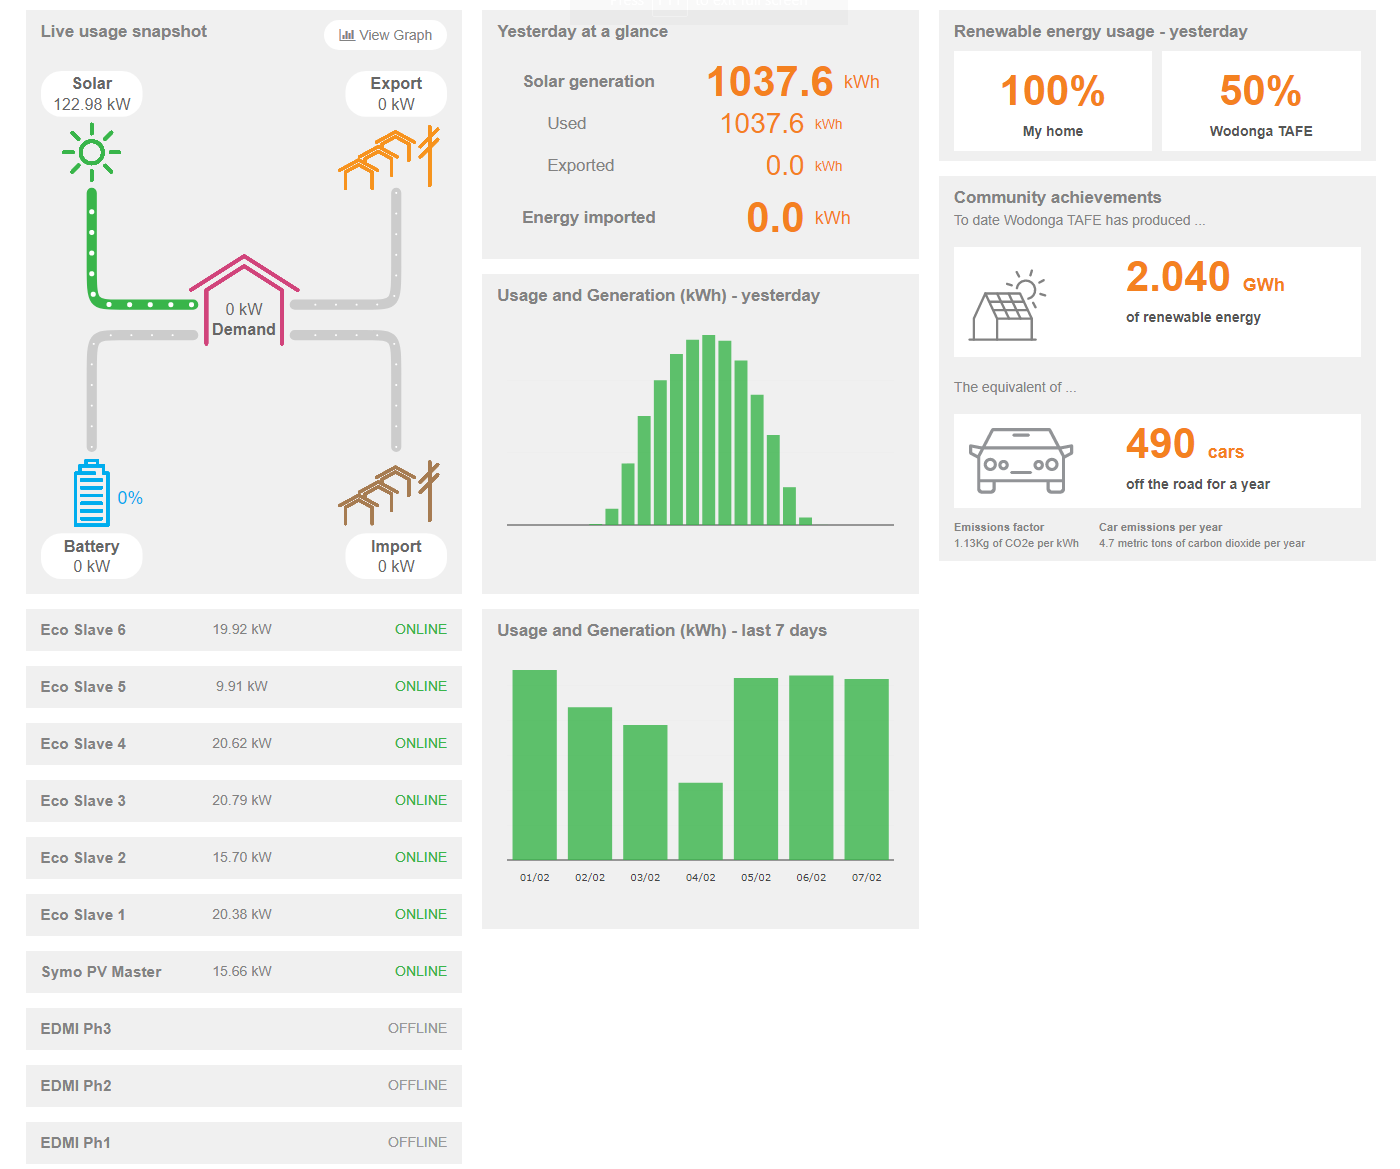 Live usage snapshot
View Graph
Solar
122.98 kW
Export
0 kW
0 kW
Demand
0%
Battery
0 kW
Import
0 kW
Eco Slave 6 19.92 kW ONLINE
Eco Slave 5 9.91 kW ONLINE
Eco Slave 4 20.62 kW ONLINE
Eco Slave 3 20.79 kW ONLINE
Eco Slave 2 15.70 kW ONLINE
Eco Slave 1 20.38 kW ONLINE
Symo PV Master 15.66 kW ONLINE
EDMI Ph3 OFFLINE
EDMI Ph2 OFFLINE
EDMI Ph1 OFFLINE
Yesterday at a glance
Solar generation 1037.6 kWh
Used 1037.6 kWh
Exported 0.0 kWh
Energy imported 0.0 kWh
Usage and Generation (kWh) - yesterday
Usage and Generation (kWh) - last 7 days
01/02 02/02 03/02 04/02 05/02 06/02 07/02
Renewable energy usage - yesterday
100%
My home
50%
Wodonga TAFE
Community achievements
To date Wodonga TAFE has produced ...
2.040 GWh
of renewable energy
The equivalent of ...
490 cars
off the road for a year
Emissions factor
1.13Kg of CO2e per kWh
Car emissions per year
4.7 metric tons of carbon dioxide per year